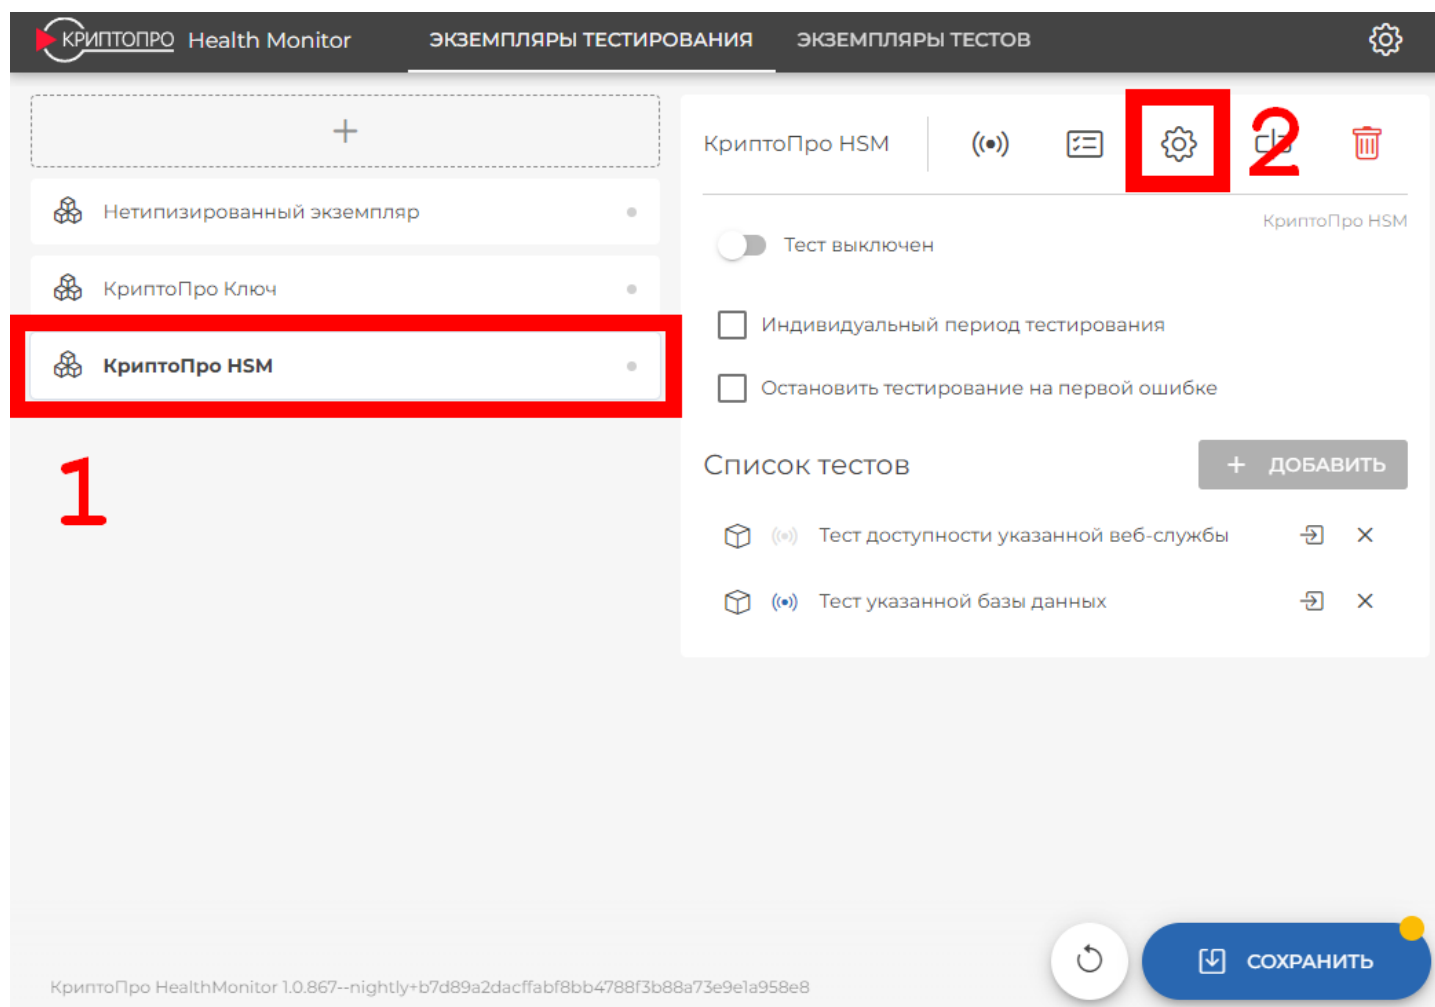 КРИПТОПРО Health Monitor ЭКЗЕМПЛЯРЫ ТЕСТИРОВАНИЯ ЭКЗЕМПЛЯРЫ ТЕСТОВ
+
Нетипизированный экземпляр
КриптоПро Ключ
КриптоПро HSM
1
КриптоПро HSM
2
КриптоПро HSM
Тест выключен
Индивидуальный период тестирования
Остановить тестирование на первой ошибке
Список тестов
+ ДОБАВИТЬ
Тест доступности указанной веб-службы
Тест указанной базы данных
СОХРАНИТЬ
КриптоПро HealthMonitor 1.0.867--nightly+b7d89a2dacffabf8bb4788f3b88a73e9e1a958e8